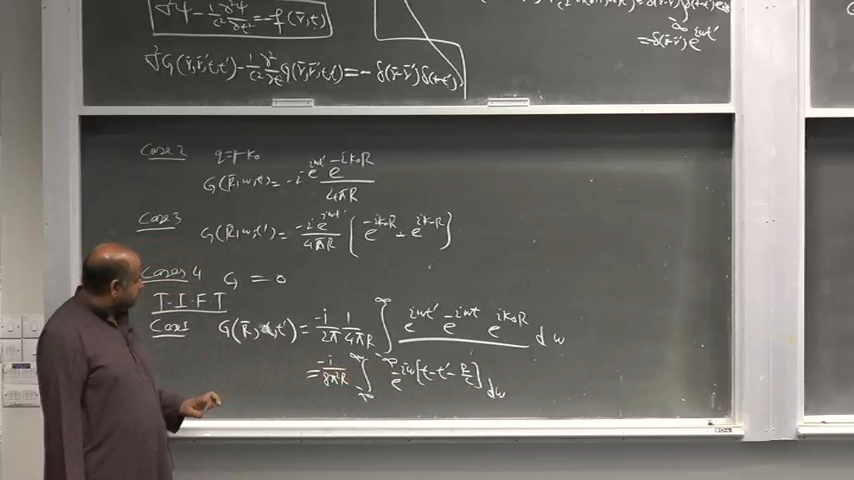 ∇²Ψ − 1/c² ∂²Ψ/∂t² = −f(r̄,t)
∇²G(r̄,r̄',t,t') − 1/c² ∂²/∂t² G(r̄,r̄',t,t') = −δ(r̄−r̄')δ(t−t')
= δ(r̄−r̄') e^{iωt'}
Case 2 q=±k₀
G(R̄,ω,t') = −i e^{iωt'} e^{−ik₀R} / 4πR
Case 3 G(R̄,ω,t') = −i e^{iωt'} / 4πR { e^{−ik₀R} + e^{ik₀R} }
Cases 4 G = 0
T.I.F.T
Case 1 G(R̄,t,t') = −i/2π 1/4πR ∫_{−∞}^{∞} e^{iωt'} e^{−iωt} e^{ik₀R} dω
= −i/8π²R ∫_{−∞}^{∞} e^{−iω[t−t'−R/c]} dω